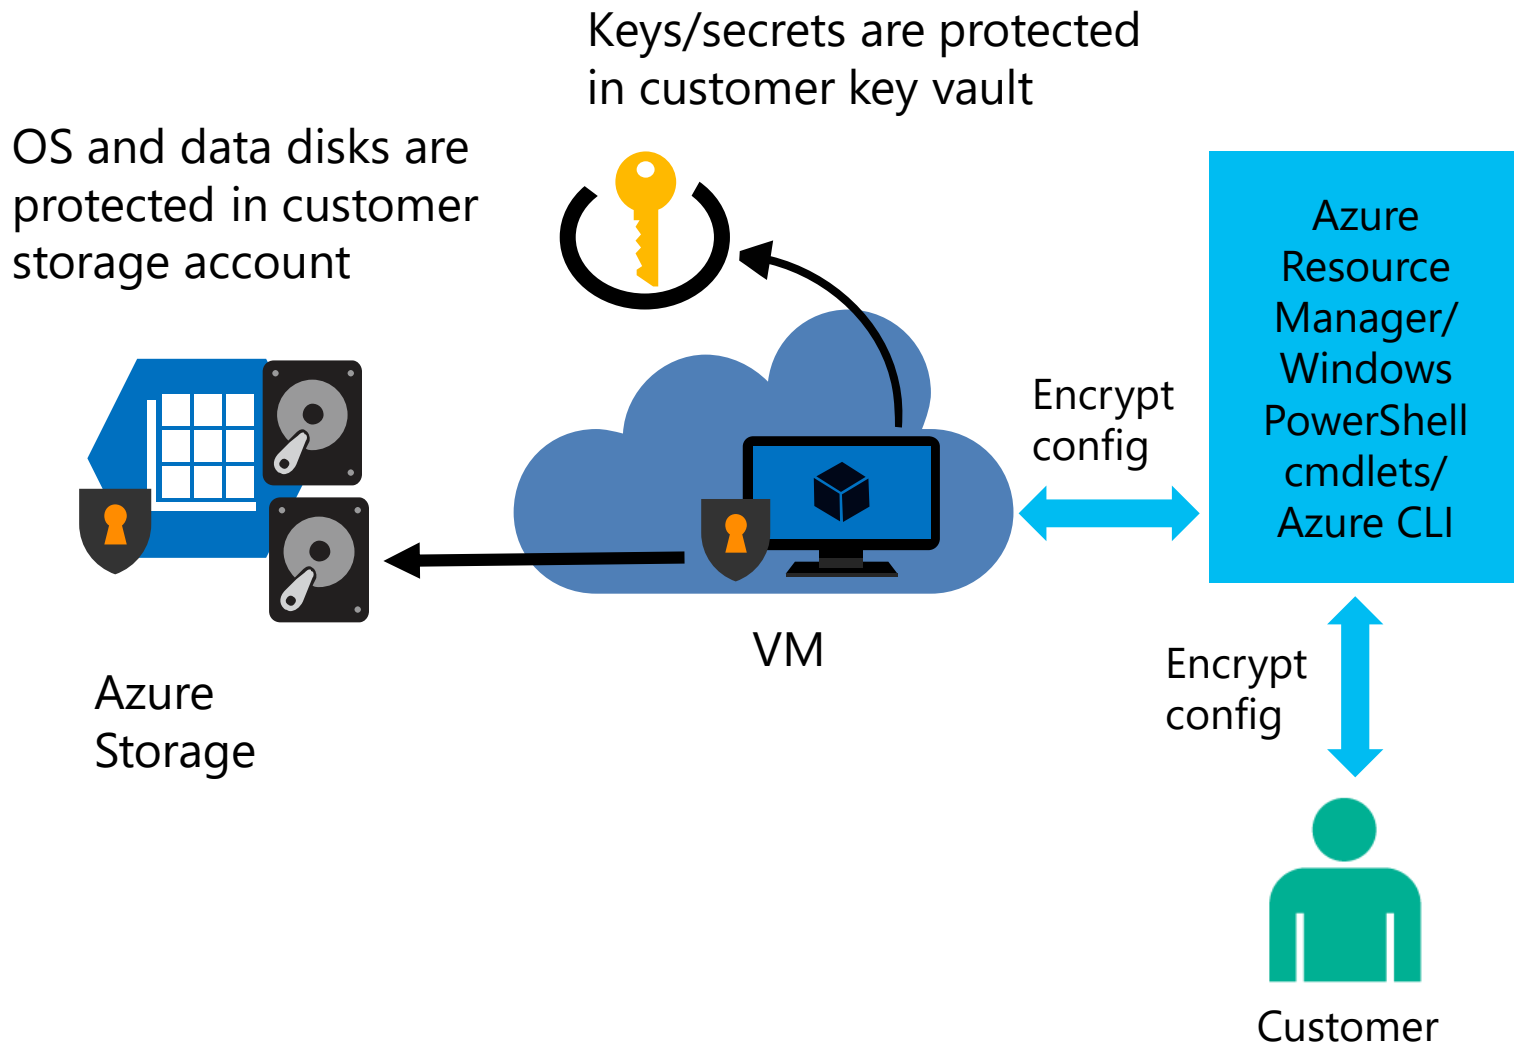 Keys/secrets are protected
in customer key vault
OS and data disks are
protected in customer
storage account
Azure
Resource
Manager/
Windows
PowerShell
cmdlets/
Azure CLI
Encrypt
config
VM
Encrypt
config
Azure
Storage
Customer